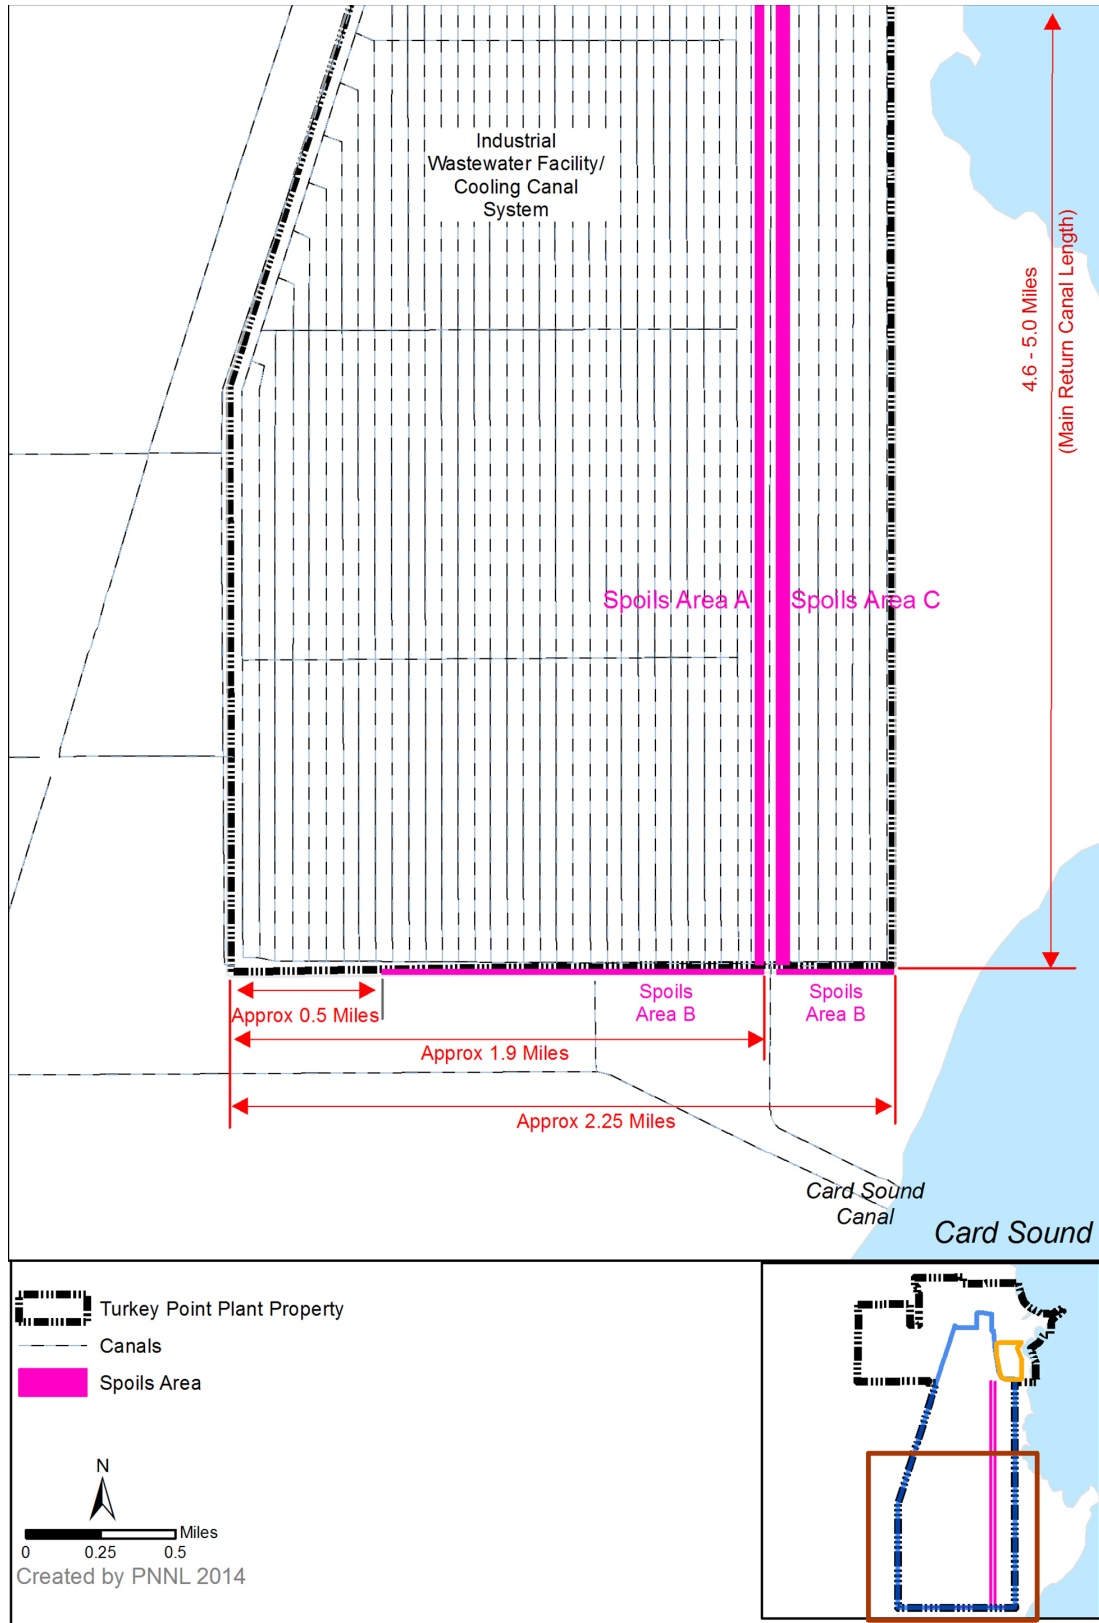 Industrial
Wastewater Facility/
Cooling Canal
System
4.6 - 5.0 Miles
(Main Return Canal Length)
Spoils Area A
Spoils Area C
Spoils
Area B
Spoils
Area B
Approx 0.5 Miles
Approx 1.9 Miles
Approx 2.25 Miles
Card Sound
Canal
Card Sound
Turkey Point Plant Property
Canals
Spoils Area
N
Miles
0 0.25 0.5
Created by PNNL 2014